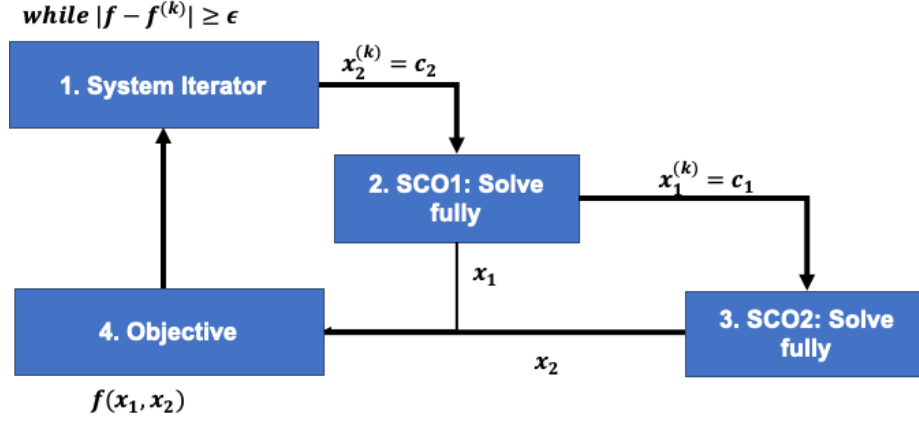 while |f − f^(k)| ≥ ϵ
1. System Iterator
x_2^(k) = c_2
2. SCO1: Solve
fully
x_1^(k) = c_1
x_1
4. Objective
3. SCO2: Solve
fully
x_2
f(x_1, x_2)